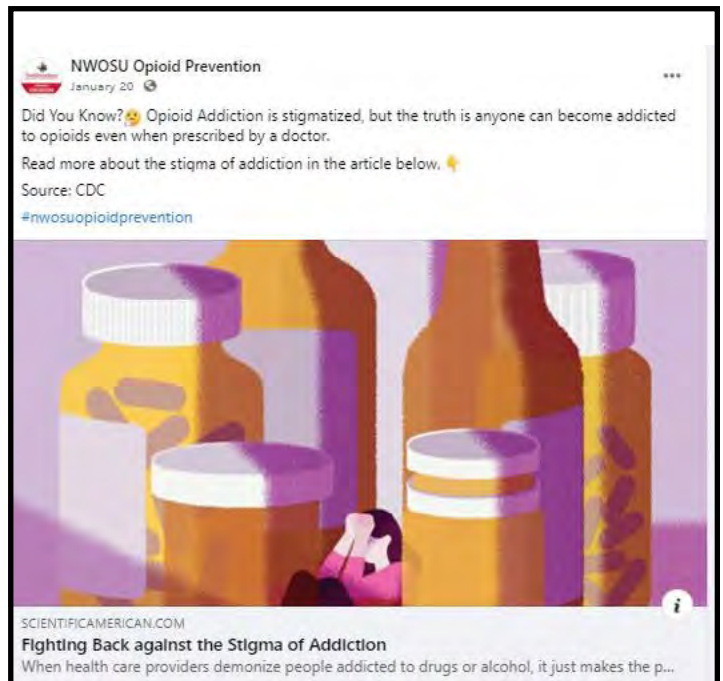 NWOSU Opioid Prevention
January 20
Did You Know?🤔 Opioid Addiction is stigmatized, but the truth is anyone can become addicted
to opioids even when prescribed by a doctor.
Read more about the stigma of addiction in the article below. 👇
Source: CDC
#nwosuopioidprevention
i
SCIENTIFICAMERICAN.COM
Fighting Back against the Stigma of Addiction
When health care providers demonize people addicted to drugs or alcohol, it just makes the p...